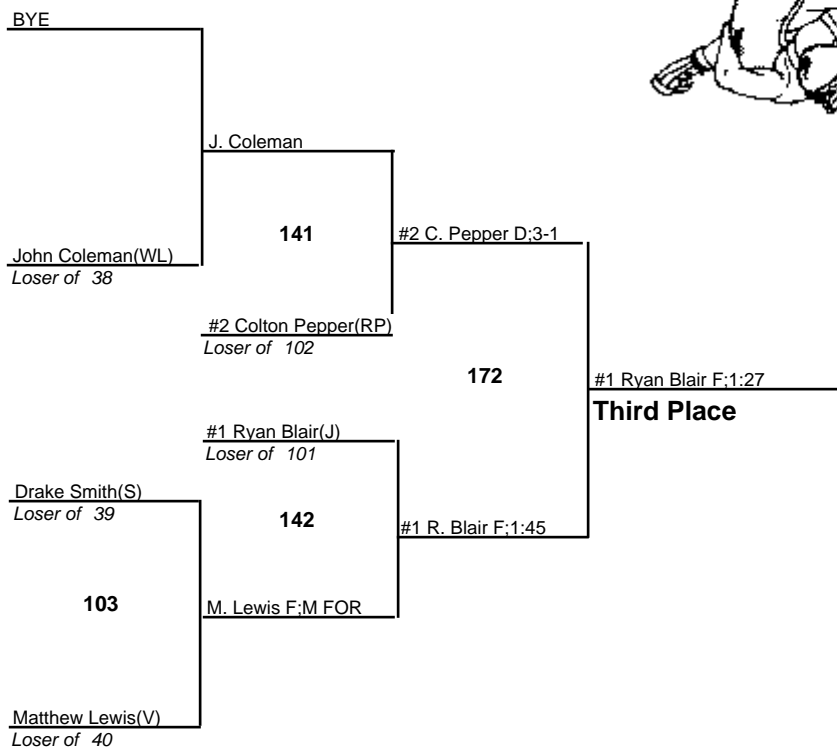 BYE
J. Coleman
141
#2 C. Pepper D;3-1
John Coleman(WL)
Loser of 38
#2 Colton Pepper(RP)
Loser of 102
172
#1 Ryan Blair F;1:27
Third Place
#1 Ryan Blair(J)
Loser of 101
Drake Smith(S)
Loser of 39
142
#1 R. Blair F;1:45
103
M. Lewis F;M FOR
Matthew Lewis(V)
Loser of 40